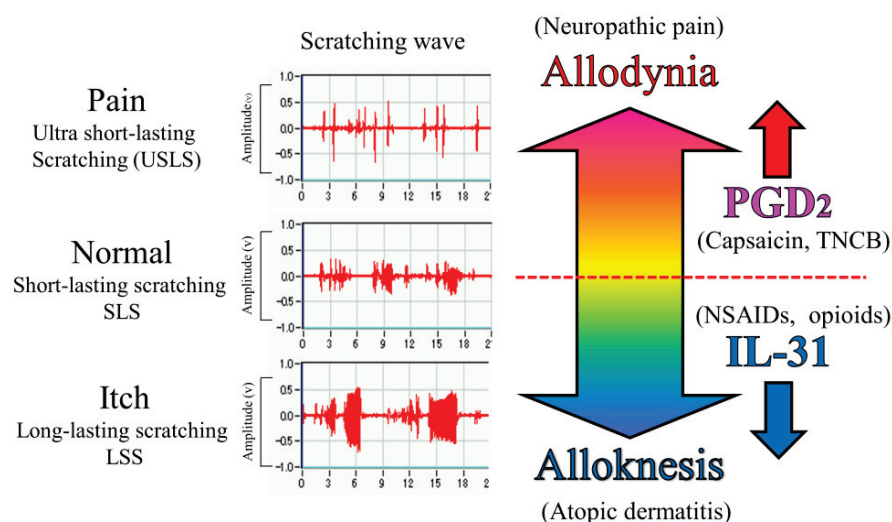 Scratching wave
(Neuropathic pain)
Allodynia
Pain
Ultra short-lasting
Scratching (USLS)
Amplitude(v)
1.0
0.5
0.0
-0.5
-1.0
0 3 6 9 12 15 18 2
PGD2
(Capsaicin, TNCB)
Normal
Short-lasting scratching
SLS
Amplitude (v)
1.0
0.5
0.0
-0.5
-1.0
0 3 6 9 12 15 18 2
(NSAIDs, opioids)
IL-31
Itch
Long-lasting scratching
LSS
Amplitude (v)
1.0
0.5
0.0
-0.5
-1.0
0 3 6 9 12 15 18 2
Alloknesis
(Atopic dermatitis)